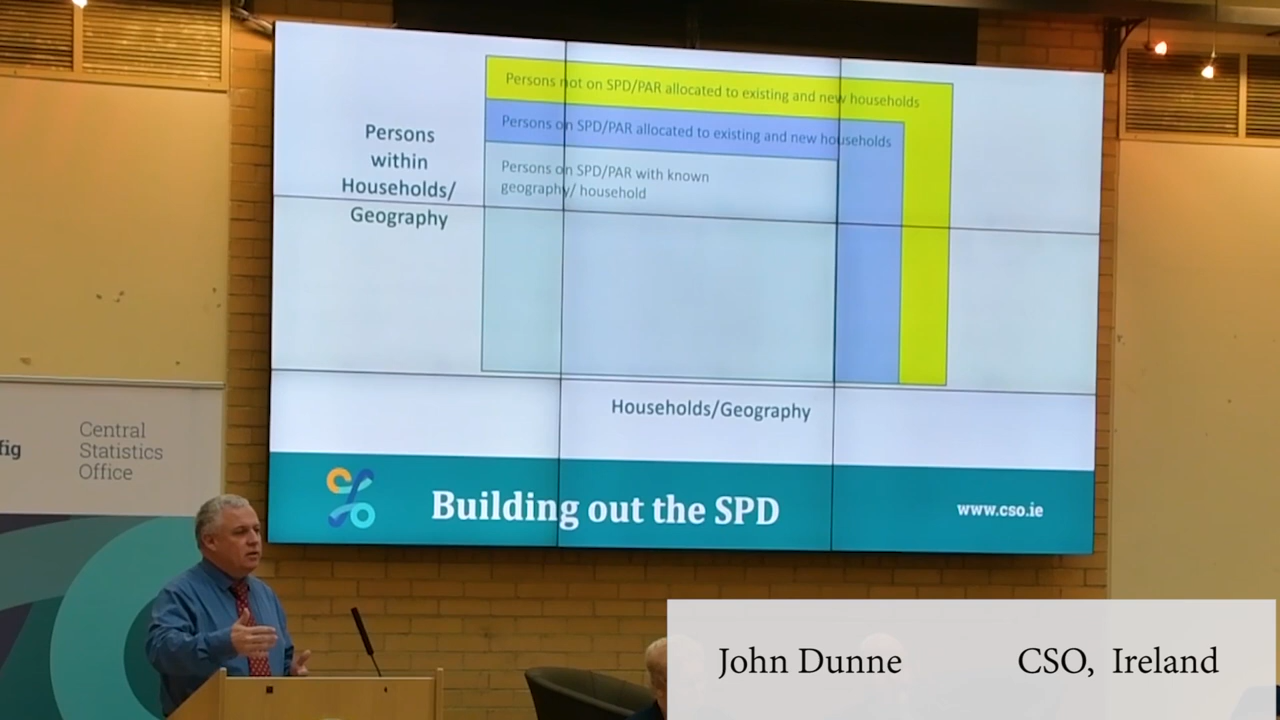 Persons not on SPD/PAR allocated to existing and new households
Persons on SPD/PAR allocated to existing and new households
Persons on SPD/PAR with known
geography/ household
Persons
within
Households/
Geography
Households/Geography
Building out the SPD
www.cso.ie
fig
Central
Statistics
Office
John Dunne CSO, Ireland